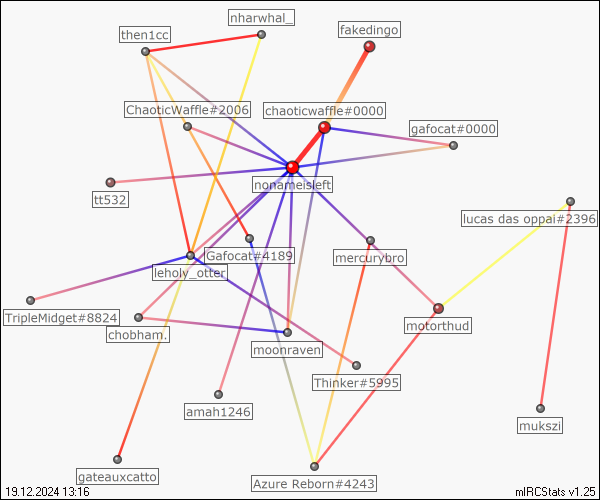 nharwhal_
then1cc
fakedingo
ChaoticWaffle#2006
chaoticwaffle#0000
gafocat#0000
nonameisleft
tt532
lucas das oppai#2396
Gafocat#4189
mercurybro
leholy_otter
TripleMidget#8824
motorthud
chobham.
moonraven
Thinker#5995
amah1246
mukszi
gateauxcatto
Azure Reborn#4243
19.12.2024 13:16
mIRCStats v1.25